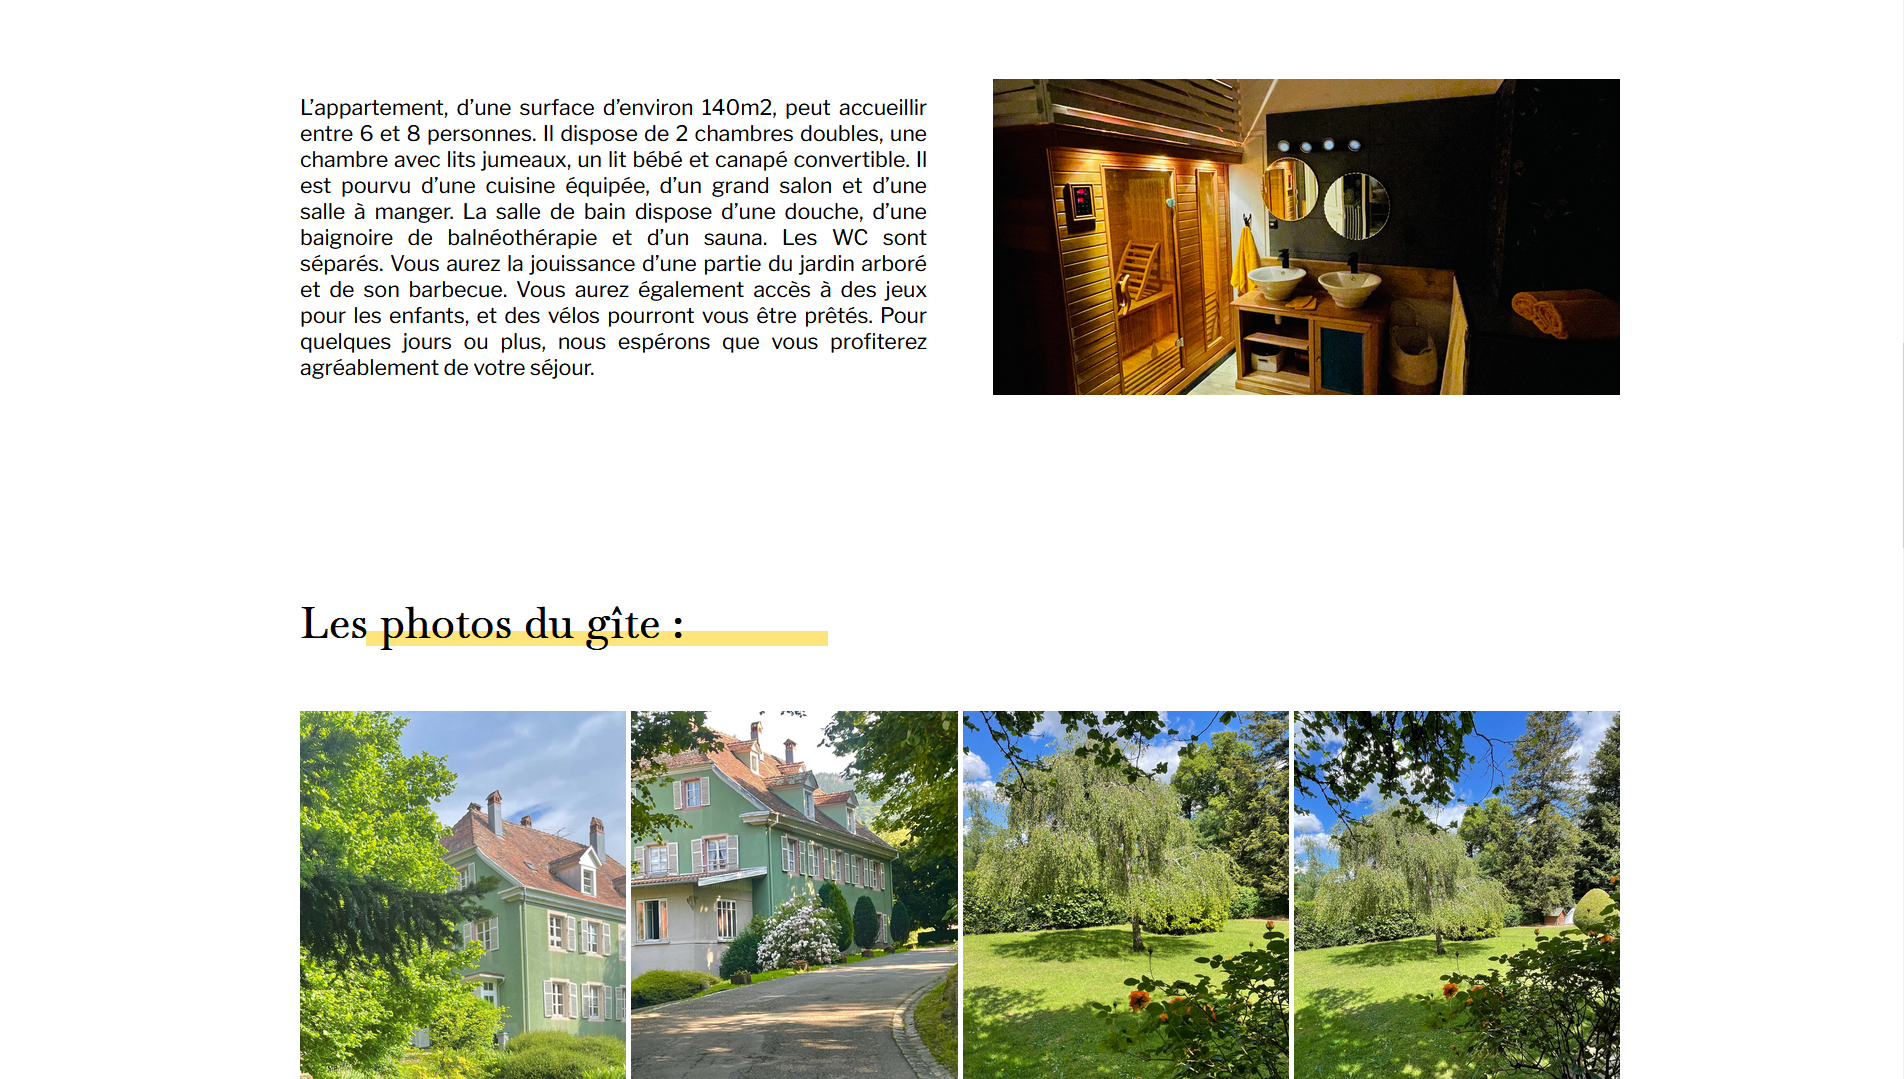 L’appartement, d’une surface d’environ 140m2, peut accueillir
entre 6 et 8 personnes. Il dispose de 2 chambres doubles, une
chambre avec lits jumeaux, un lit bébé et canapé convertible. Il
est pourvu d’une cuisine équipée, d’un grand salon et d’une
salle à manger. La salle de bain dispose d’une douche, d’une
baignoire de balnéothérapie et d’un sauna. Les WC sont
séparés. Vous aurez la jouissance d’une partie du jardin arboré
et de son barbecue. Vous aurez également accès à des jeux
pour les enfants, et des vélos pourront vous être prêtés. Pour
quelques jours ou plus, nous espérons que vous profiterez
agréablement de votre séjour.
Les photos du gîte :